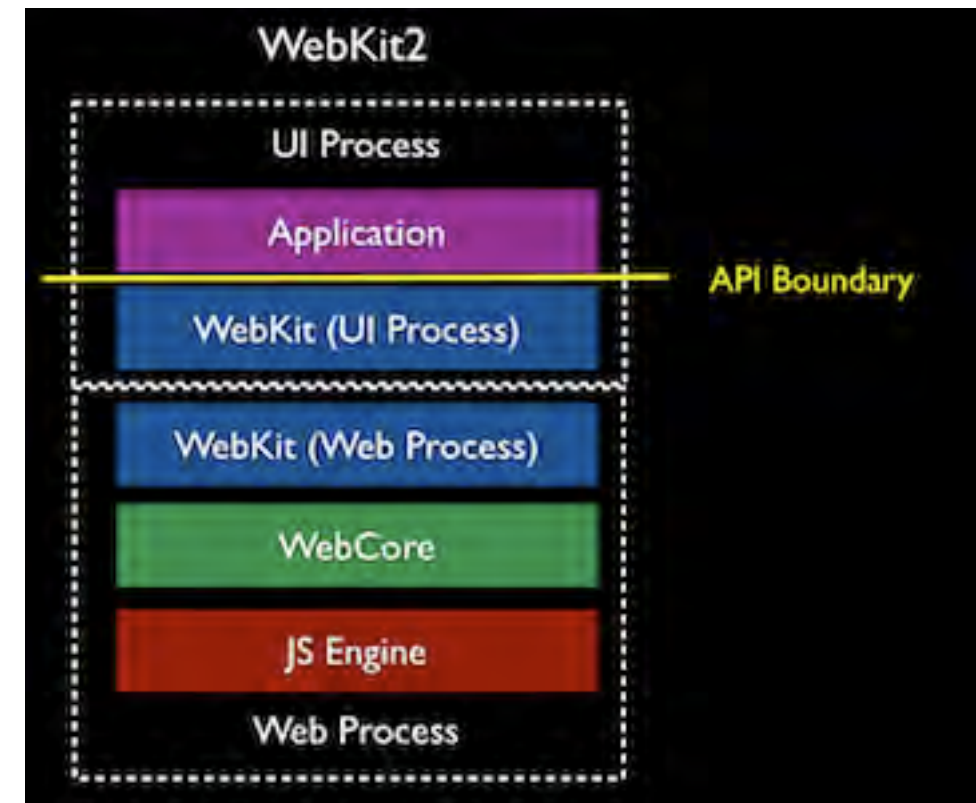 WebKit2
UI Process
Application
API Boundary
WebKit (UI Process)
WebKit (Web Process)
WebCore
JS Engine
Web Process